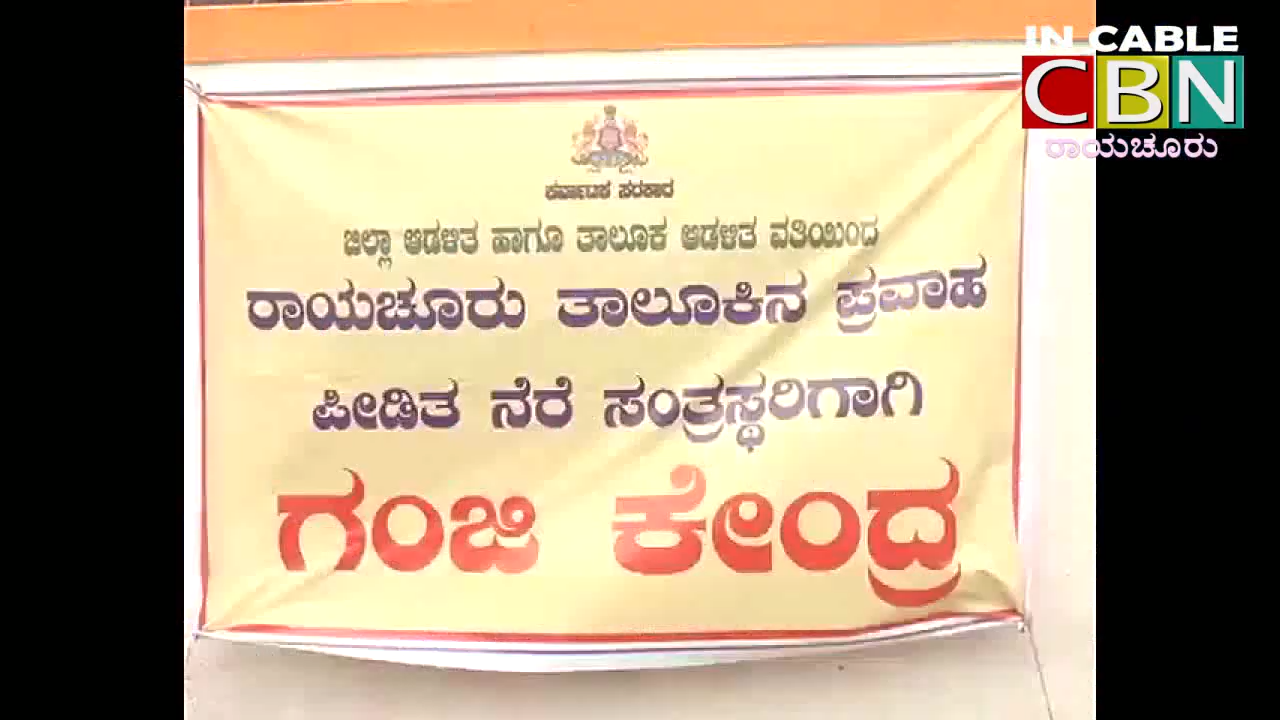 IN CABLE
CBN
ರಾಯಚೂರು
ಕರ್ನಾಟಕ ಸರಕಾರ
ಜಿಲ್ಲಾ ಆಡಳಿತ ಹಾಗೂ ತಾಲೂಕ ಆಡಳಿತ ವತಿಯಿಂದ
ರಾಯಚೂರು ತಾಲೂಕಿನ ಪ್ರವಾಹ
ಪೀಡಿತ ನೆರೆ ಸಂತ್ರಸ್ಥರಿಗಾಗಿ
ಗಂಜಿ ಕೇಂದ್ರ